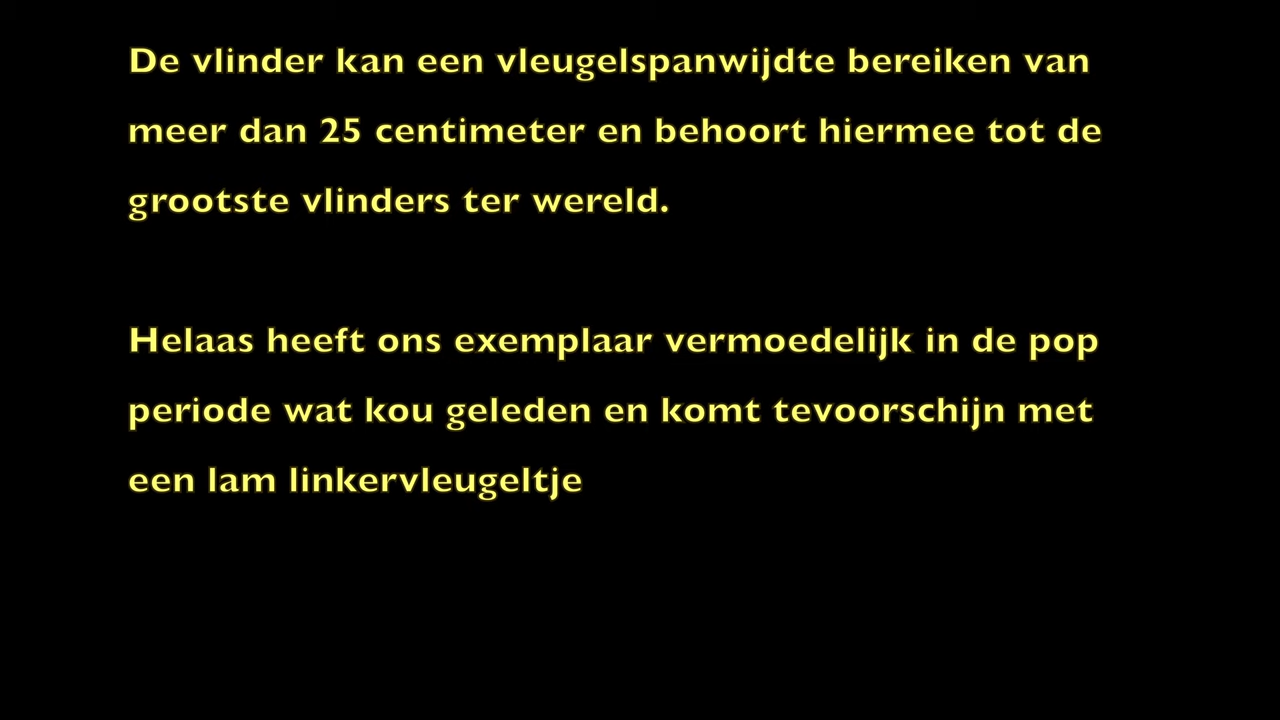 De vlinder kan een vleugelspanwijdte bereiken van
meer dan 25 centimeter en behoort hiermee tot de
grootste vlinders ter wereld.
Helaas heeft ons exemplaar vermoedelijk in de pop
periode wat kou geleden en komt tevoorschijn met
een lam linkervleugeltje